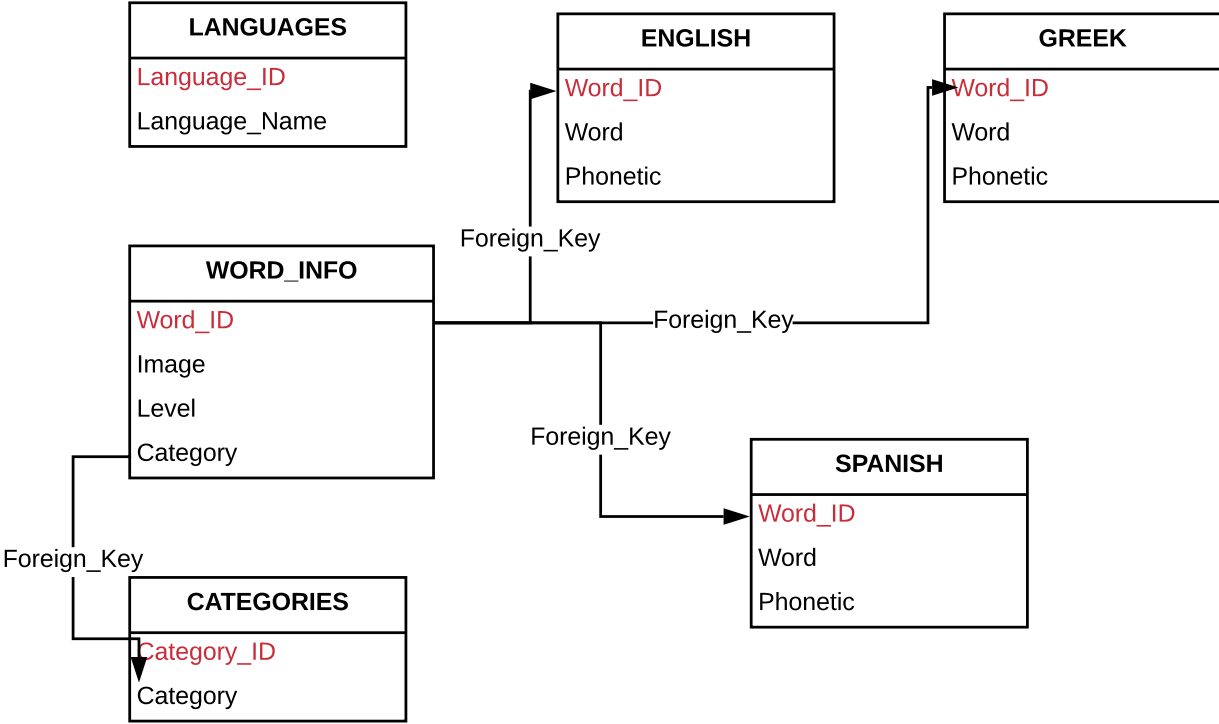 LANGUAGES
Language_ID
Language_Name
ENGLISH
Word_ID
Word
Phonetic
GREEK
Word_ID
Word
Phonetic
Foreign_Key
WORD_INFO
Word_ID
Image
Level
Category
Foreign_Key
Foreign_Key
SPANISH
Word_ID
Word
Phonetic
Foreign_Key
CATEGORIES
Category_ID
Category